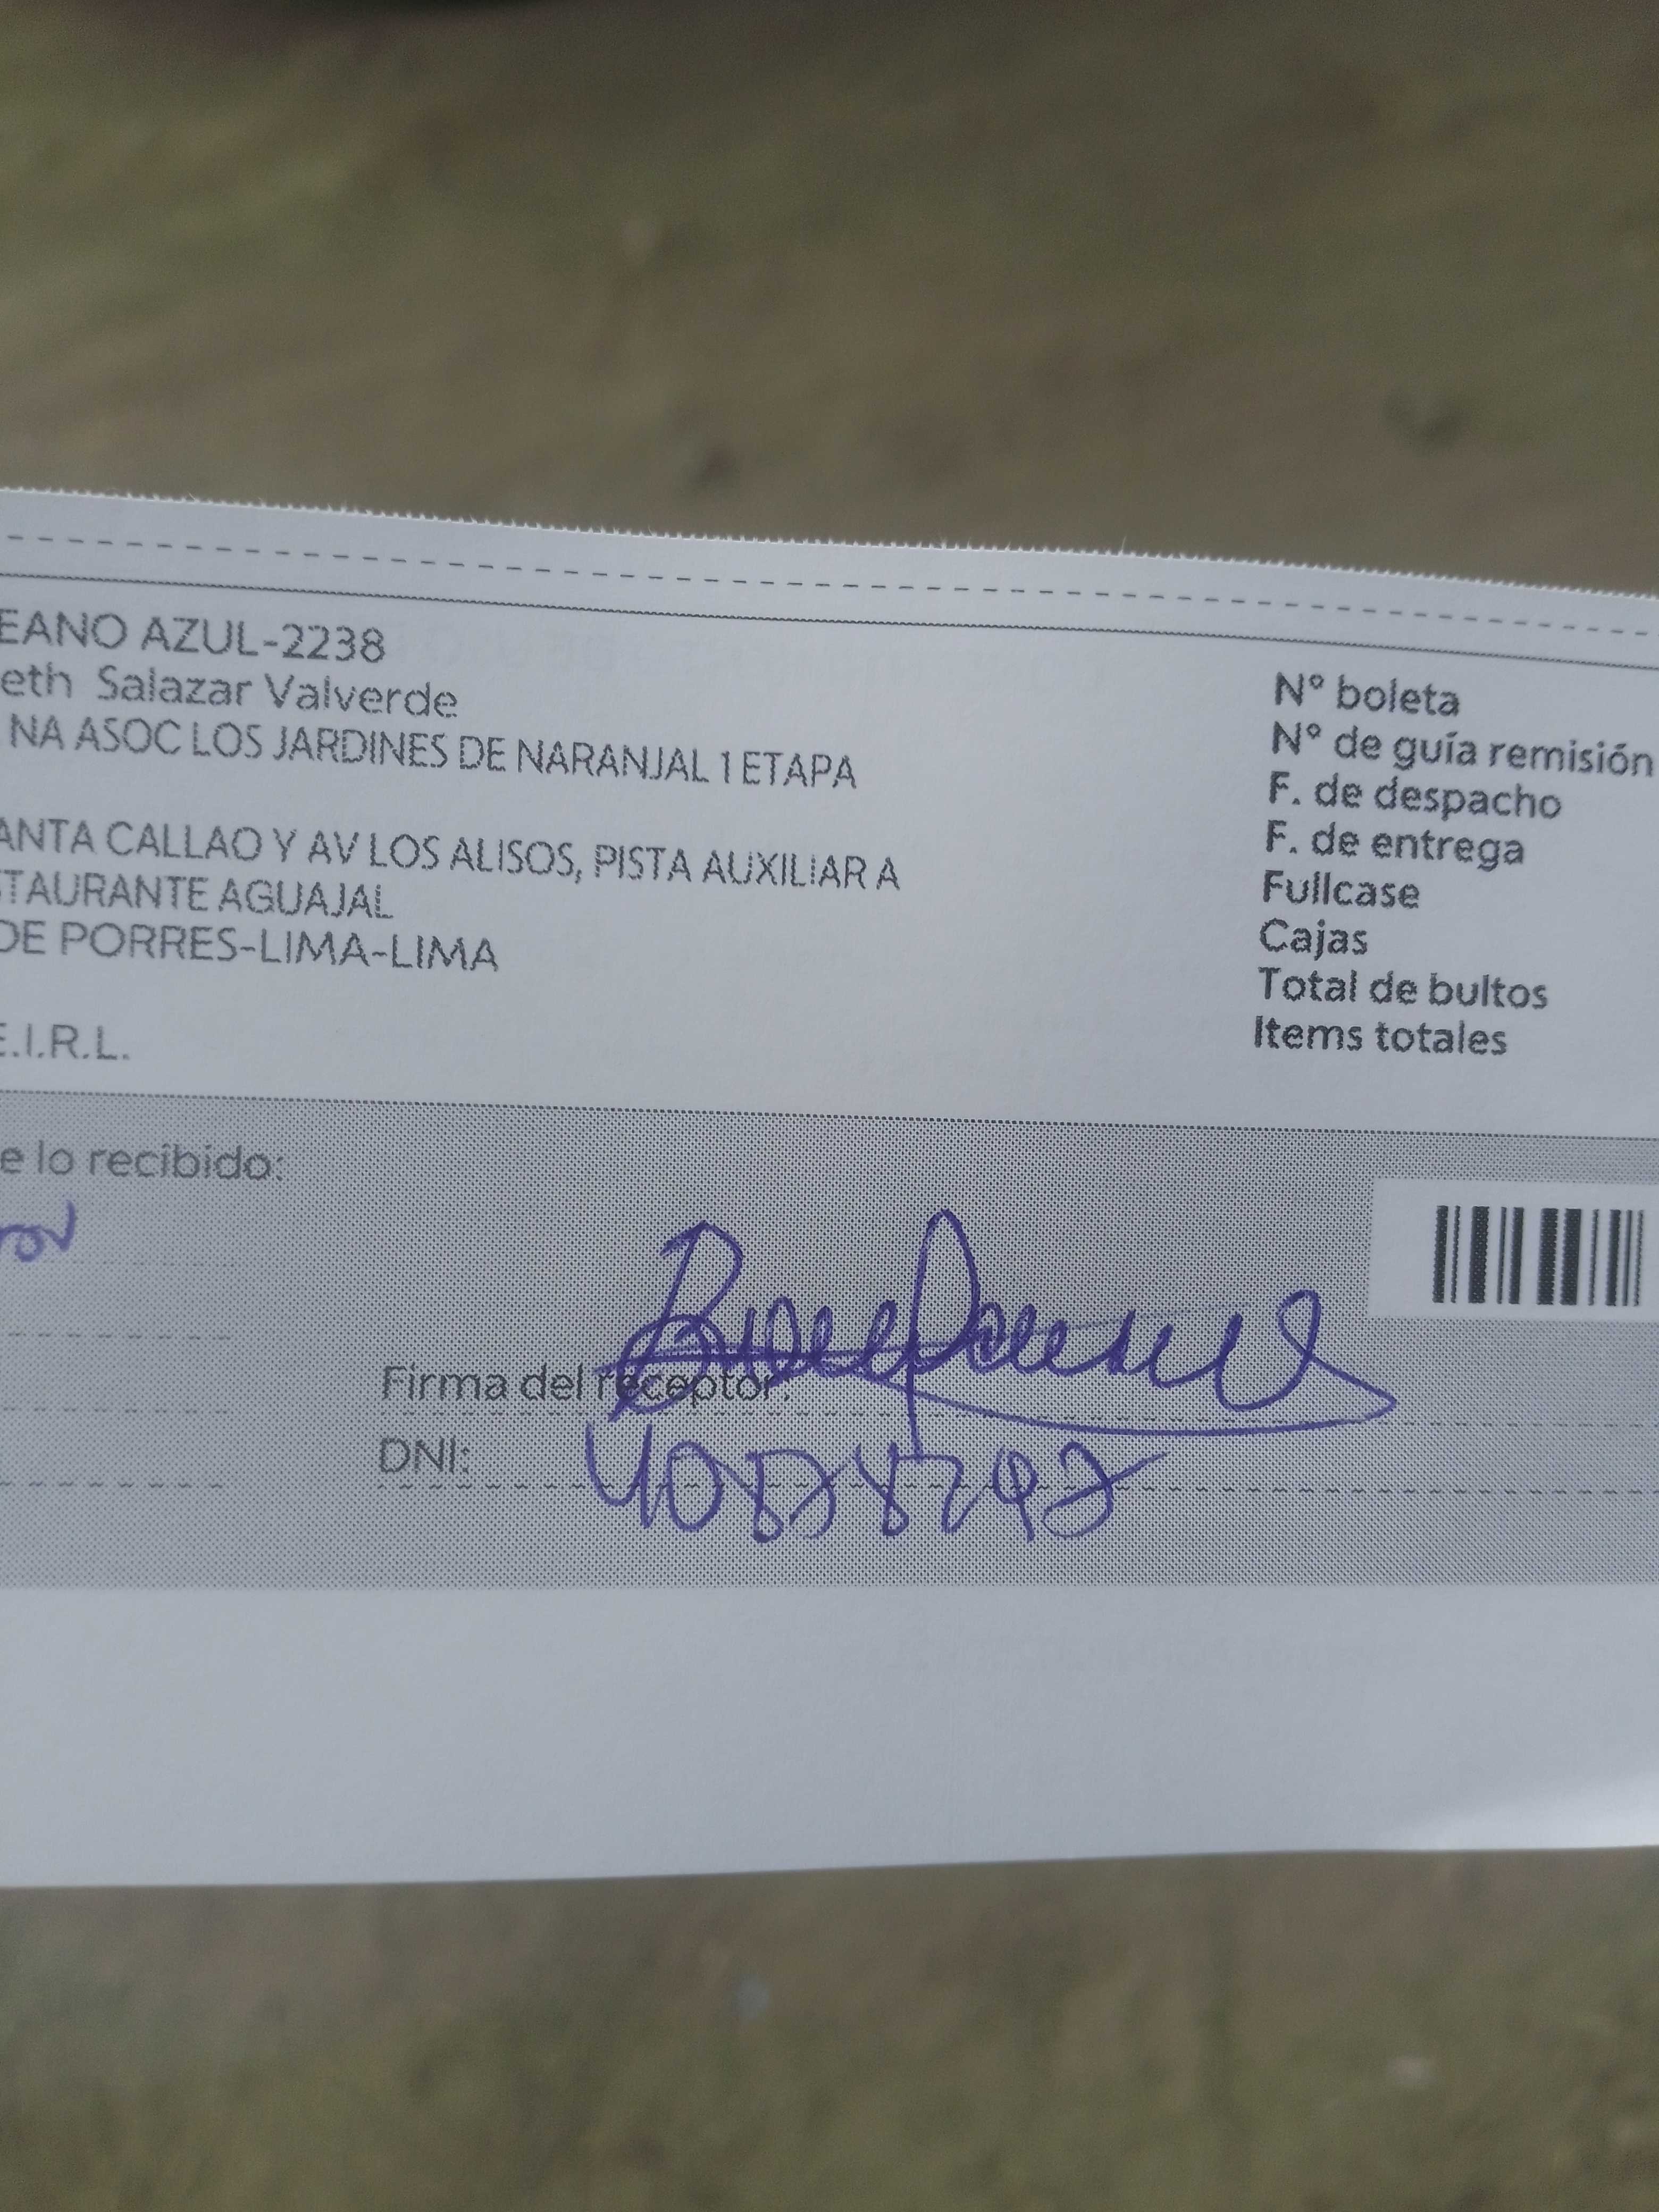 EANO AZUL-2238
eth Salazar Valverde
NA ASOC LOS JARDINES DE NARANJAL 1 ETAPA
ANTA CALLAO Y AV LOS ALISOS, PISTA AUXILIAR A
STAURANTE AGUAJAL
DE PORRES-LIMA-LIMA
E.I.R.L.
N° boleta
N° de guía remisión
F. de despacho
F. de entrega
Fullcase
Cajas
Total de bultos
Items totales
e lo recibido:
Firma del receptor:
DNI: